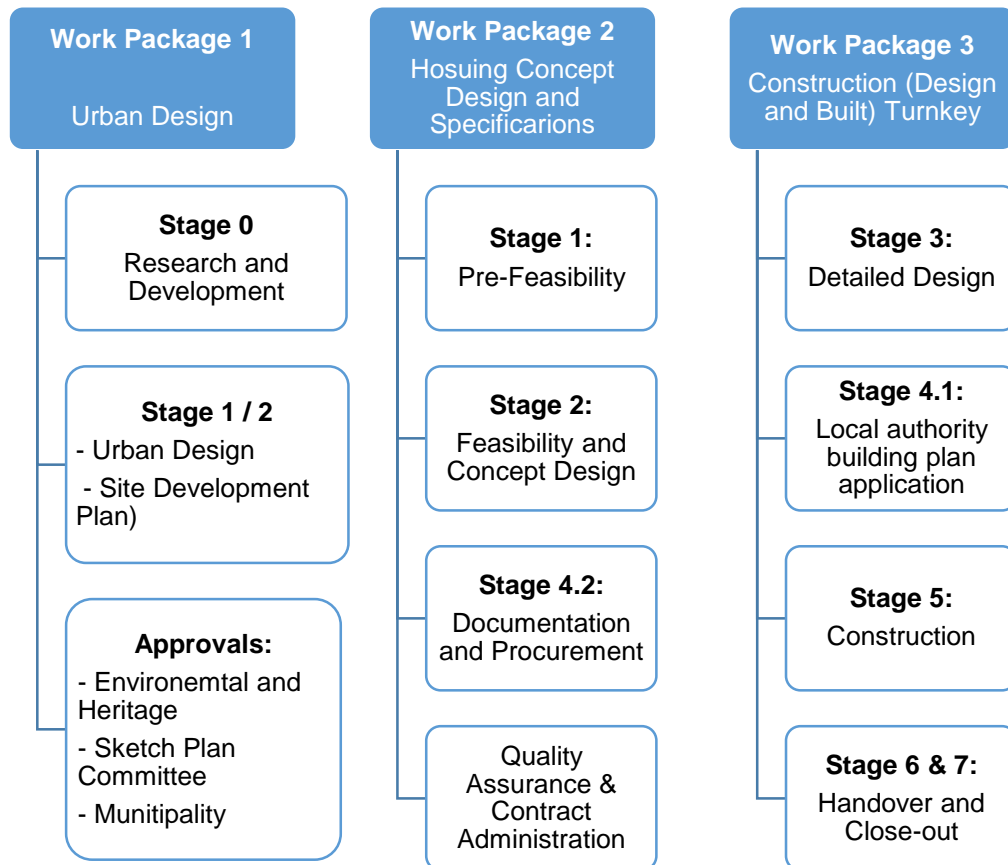 Work Package 1
Urban Design
Stage 0
Research and
Development
Stage 1 / 2
- Urban Design
- Site Development
Plan)
Approvals:
- Environemtal and
Heritage
- Sketch Plan
Committee
- Munitipality
Work Package 2
Hosuing Concept
Design and
Specificarions
Stage 1:
Pre-Feasibility
Stage 2:
Feasibility and
Concept Design
Stage 4.2:
Documentation
and Procurement
Quality
Assurance &
Contract
Administration
Work Package 3
Construction (Design
and Built) Turnkey
Stage 3:
Detailed Design
Stage 4.1:
Local authority
building plan
application
Stage 5:
Construction
Stage 6 & 7:
Handover and
Close-out